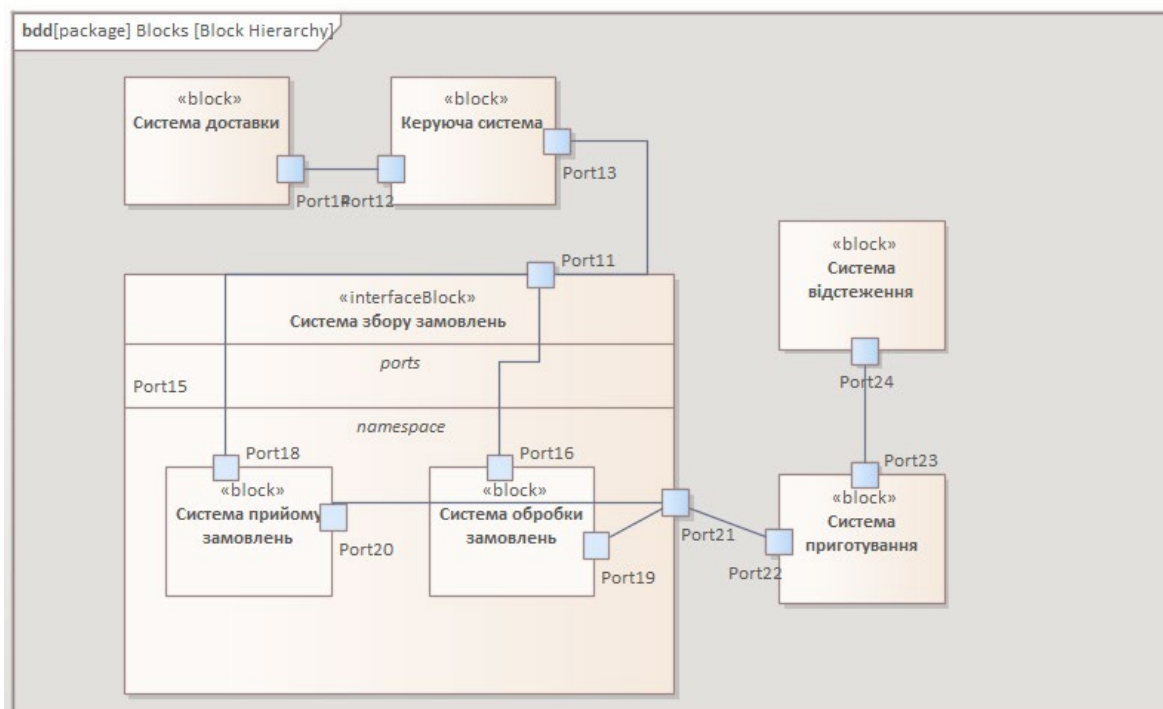 bdd[package] Blocks [Block Hierarchy]
«block»
Система доставки
«block»
Керуюча система
Port13
Port12
Port11
«block»
Система
відстеження
Port24
«interfaceBlock»
Система збору замовлень
ports
Port15
namespace
Port18
Port16
Port23
«block»
Система прийому
замовлень
«block»
Система обробки
замовлень
«block»
Система
приготування
Port20
Port19
Port21
Port22